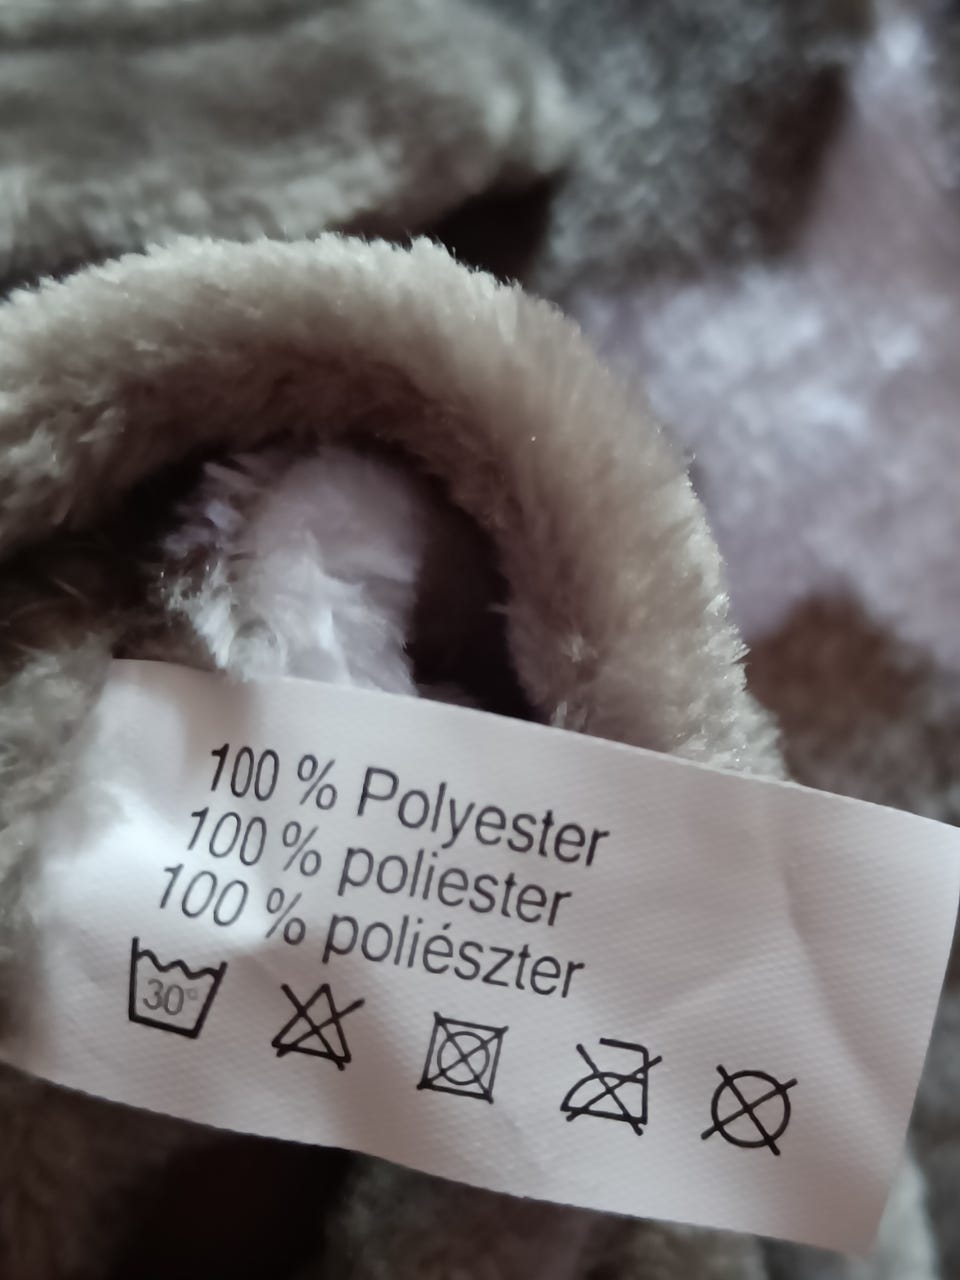 100 % Polyester
100 % poliester
100 % poliészter
30°